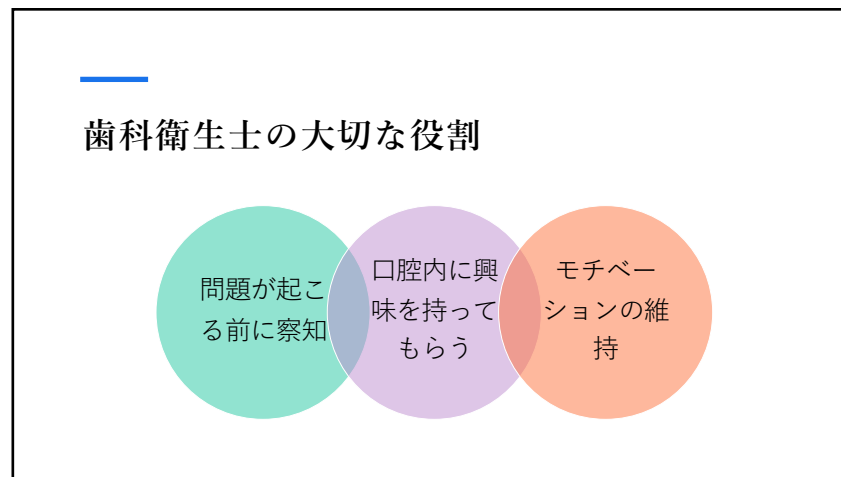 歯科衛生士の大切な役割
問題が起こ
る前に察知
口腔内に興
味を持って
もらう
モチベー
ションの維
持